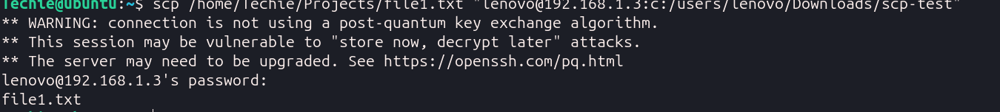 Techie@ubuntu:~$ scp /home/Techie/Projects/file1.txt "lenovo@192.168.1.3:c:/users/lenovo/Downloads/scp-test"
** WARNING: connection is not using a post-quantum key exchange algorithm.
** This session may be vulnerable to "store now, decrypt later" attacks.
** The server may need to be upgraded. See https://openssh.com/pq.html
lenovo@192.168.1.3's password:
file1.txt